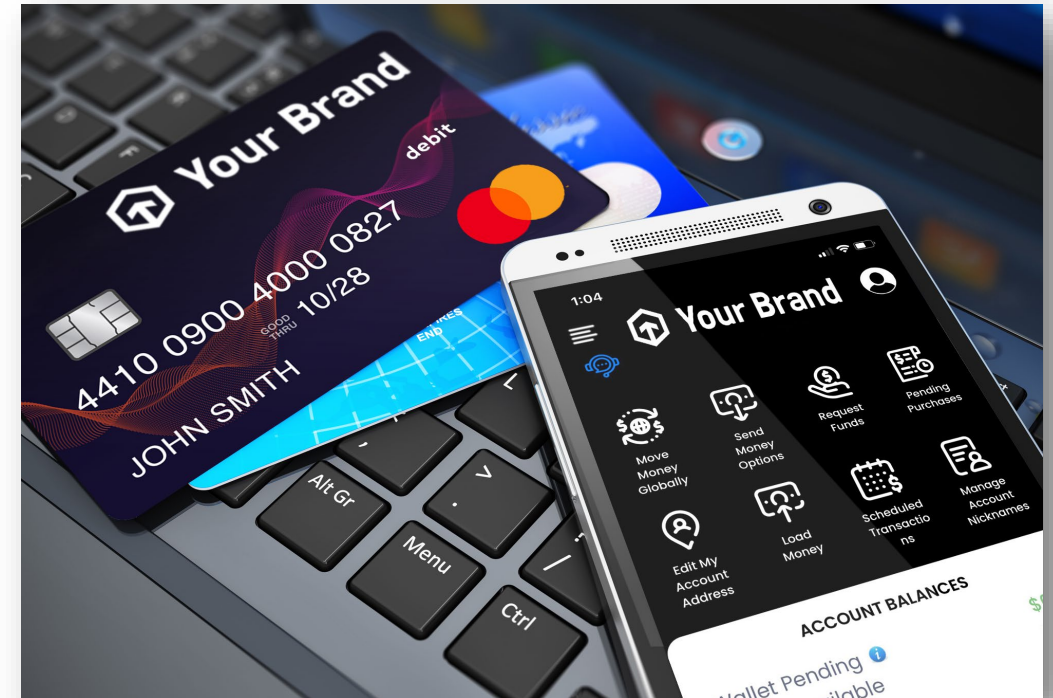 Your Brand
debit
4410 0900 4000 0827
GOOD
THRU
10/28
JOHN SMITH
END
Alt Gr
Menu
Ctrl
L
>
.
/
1:04
Your Brand
Move
Money
Globally
Send
Money
Options
Request
Funds
Pending
Purchases
Edit My
Account
Address
Load
Money
Scheduled
Transactio
ns
Manage
Account
Nicknames
ACCOUNT BALANCES
Wallet Pending